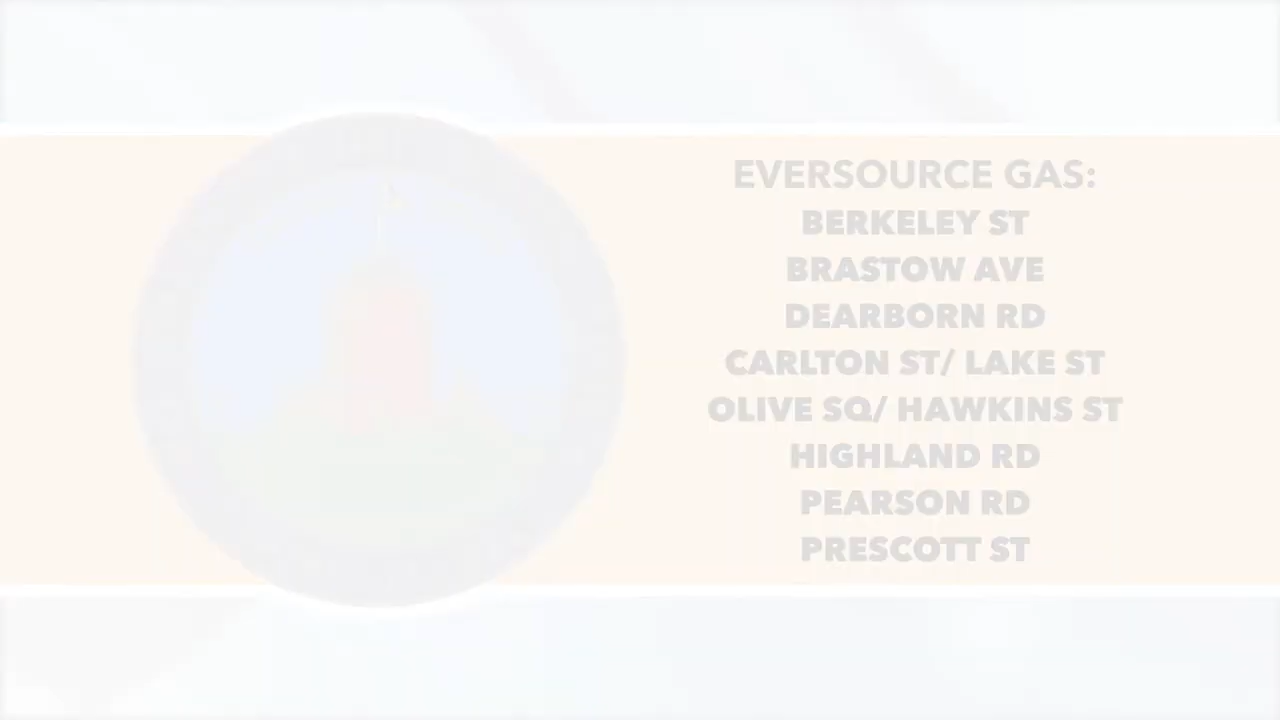 EVERSOURCE GAS:
BERKELEY ST
BRASTOW AVE
DEARBORN RD
CARLTON ST/ LAKE ST
OLIVE SQ/ HAWKINS ST
HIGHLAND RD
PEARSON RD
PRESCOTT ST